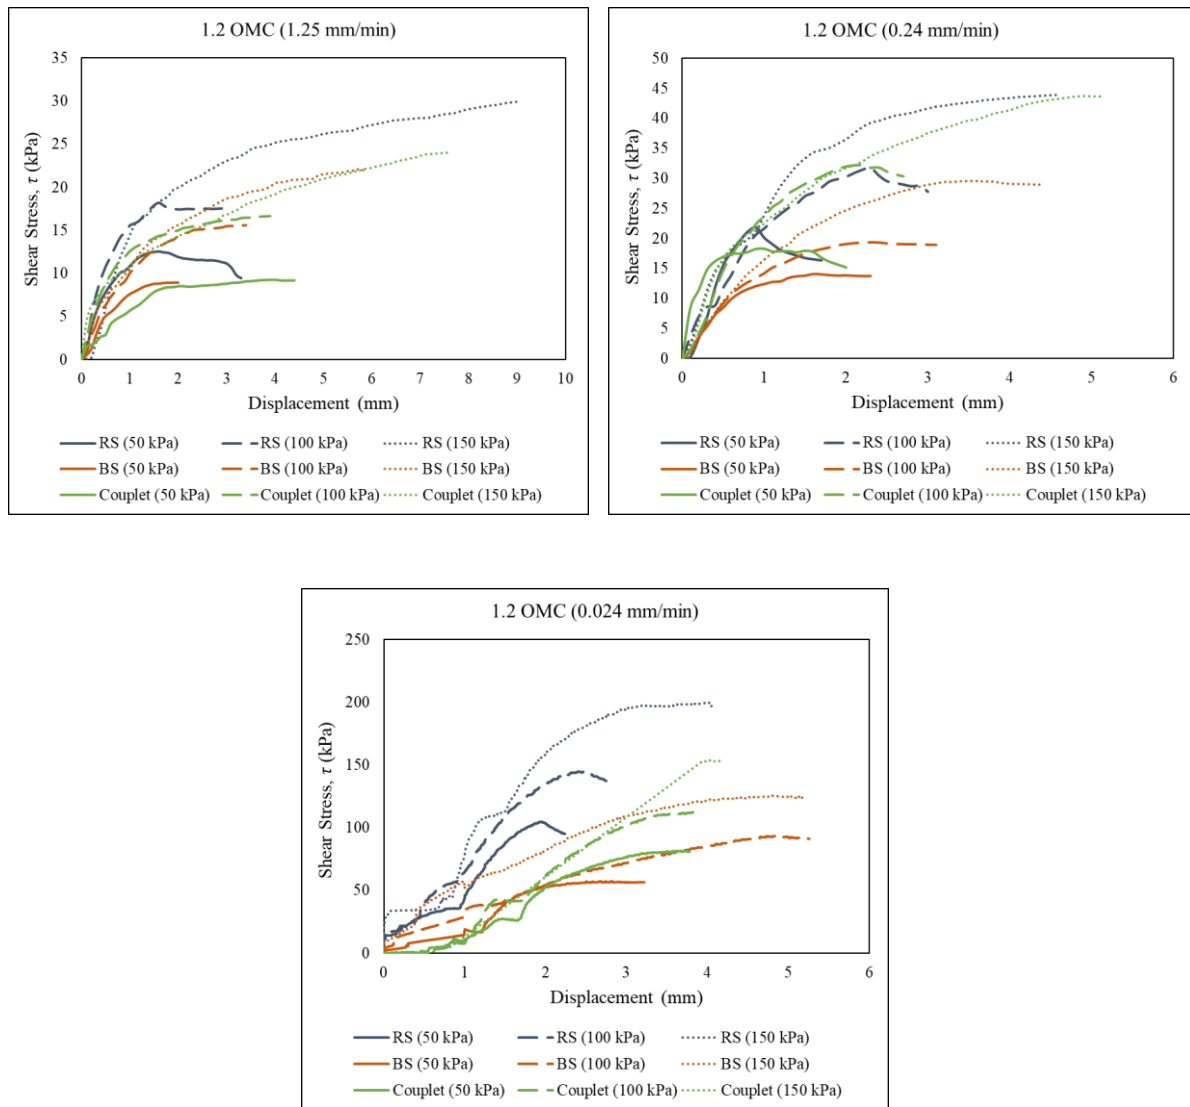 1.2 OMC (1.25 mm/min)
35
30
25
20
15
10
5
0
Shear Stress, τ (kPa)
0 1 2 3 4 5 6 7 8 9 10
Displacement (mm)
RS (50 kPa) RS (100 kPa) RS (150 kPa)
BS (50 kPa) BS (100 kPa) BS (150 kPa)
Couplet (50 kPa) Couplet (100 kPa) Couplet (150 kPa)
1.2 OMC (0.24 mm/min)
50
45
40
35
30
25
20
15
10
5
0
Shear Stress, τ (kPa)
0 1 2 3 4 5 6
Displacement (mm)
RS (50 kPa) RS (100 kPa) RS (150 kPa)
BS (50 kPa) BS (100 kPa) BS (150 kPa)
Couplet (50 kPa) Couplet (100 kPa) Couplet (150 kPa)
1.2 OMC (0.024 mm/min)
250
200
150
100
50
0
Shear Stress, τ (kPa)
0 1 2 3 4 5 6
Displacement (mm)
RS (50 kPa) RS (100 kPa) RS (150 kPa)
BS (50 kPa) BS (100 kPa) BS (150 kPa)
Couplet (50 kPa) Couplet (100 kPa) Couplet (150 kPa)